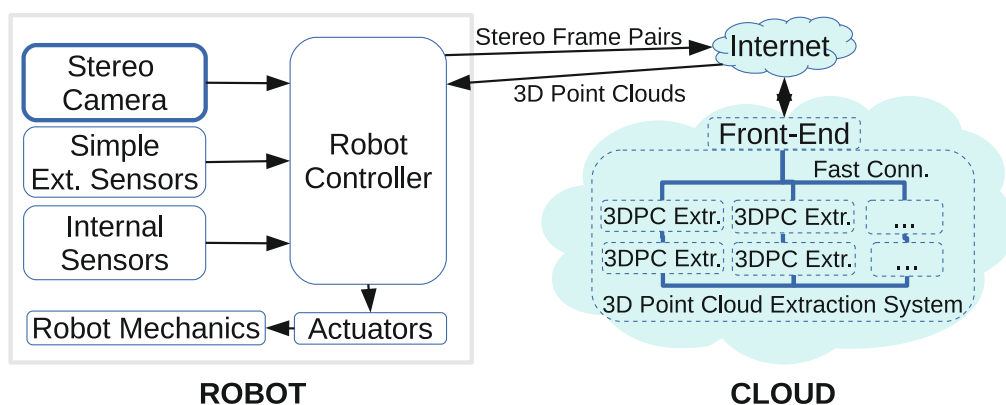 Stereo
Camera
Simple
Ext. Sensors
Internal
Sensors
Robot
Controller
Robot Mechanics
Actuators
ROBOT
Stereo Frame Pairs
3D Point Clouds
Internet
Front-End
Fast Conn.
3DPC Extr.
3DPC Extr.
...
3DPC Extr.
3DPC Extr.
...
3D Point Cloud Extraction System
CLOUD